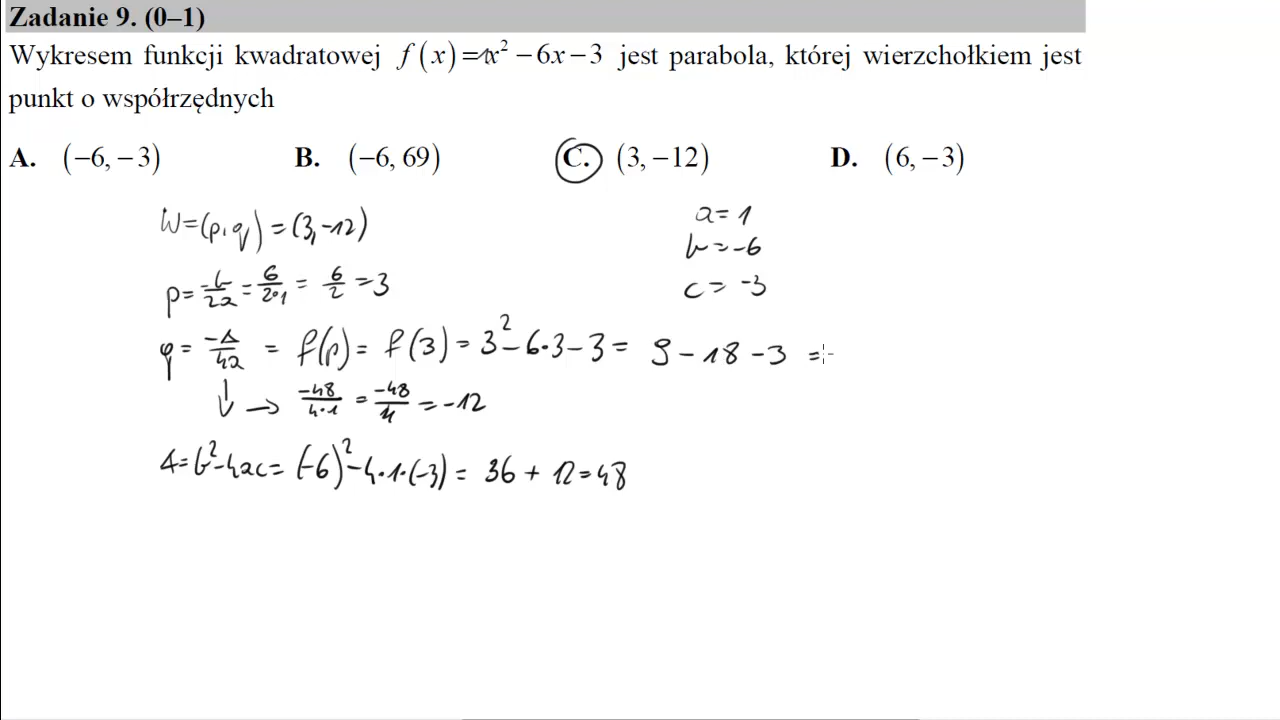 Zadanie 9. (0–1)
Wykresem funkcji kwadratowej f(x)=1x² − 6x − 3 jest parabola, której wierzchołkiem jest
punkt o współrzędnych
A. (−6, −3) B. (−6, 69) C. (3, −12) D. (6, −3)
W=(p,q)=(3,-12) a=1
b=-6
p=-b/2a=6/2·1=6/2=3 c=-3
q=-Δ/4a=f(p)=f(3)=3²-6·3-3=9-18-3=-
↓→-48/4·1=-48/4=-12
Δ=b²-4ac=(-6)²-4·1·(-3)=36+12=48